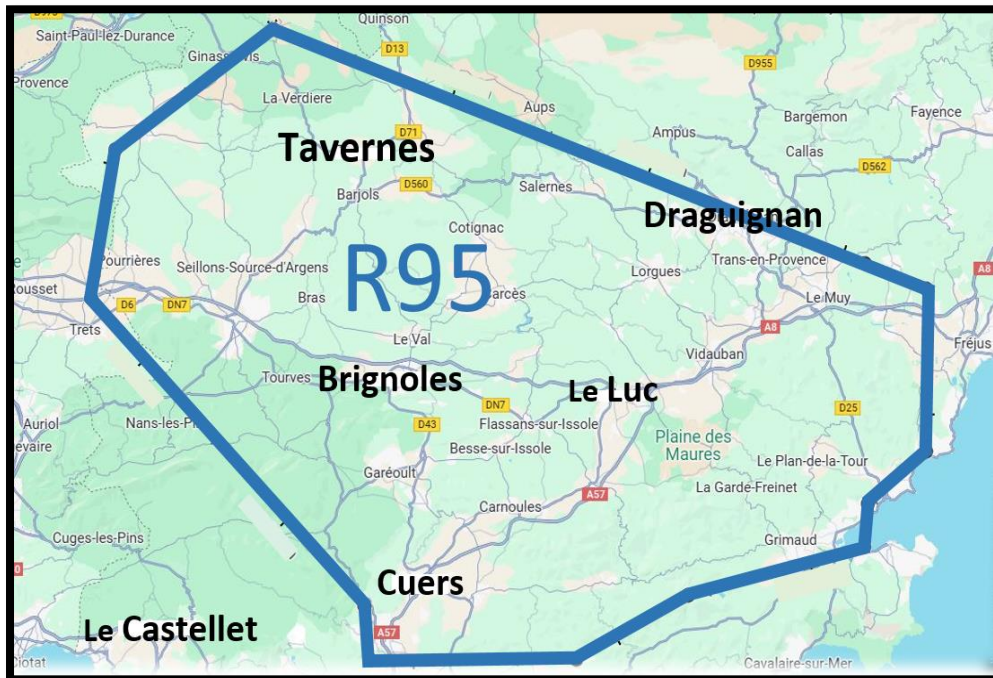 D973
Quinson
Saint-Paul-lez-Durance
D13
Ginasservis
D955
Provence
La Verdiere
Aups
Bargemon
Fayence
Ampus
D71
Tavernes
Callas
D562
Barjols
D560
Salernes
Draguignan
Cotignac
Pourrières
Seillons-Source-d'Argens
R95
Lorgues
Trans-en-Provence
A8
Rousset
D6
DN7
Bras
Carcès
Le Muy
Trets
A8
Fréjus
Le Val
Vidauban
Tourves
Brignoles
Le Luc
DN7
D25
Auriol
Nans-les-Pi
D43
Flassans-sur-Issole
Plaine des
Maures
Besse-sur-Issole
Le Plan-de-la-Tour
Garéoult
La Garde-Freinet
A57
Carnoules
Cuges-les-Pins
Grimaud
Cuers
Le Castellet
A57
Ciotat
Cavalaire-sur-Mer